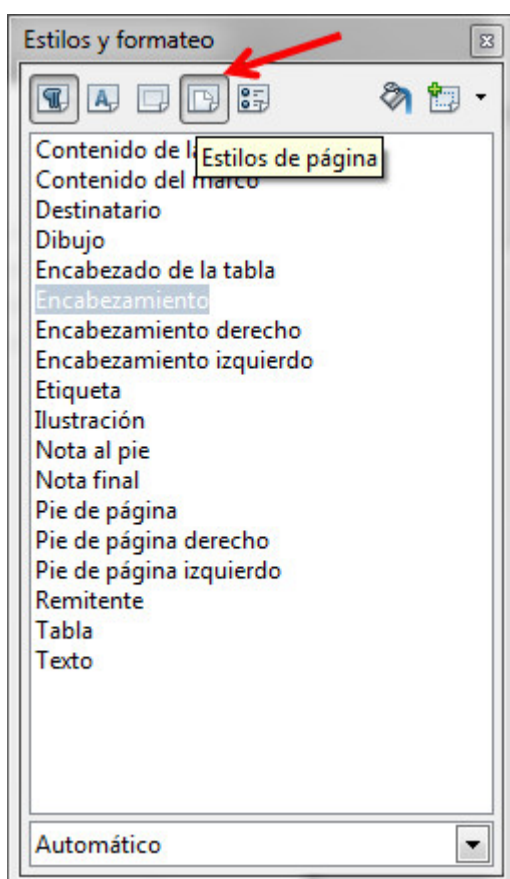 Estilos y formateo
Contenido de l
Estilos de página
Contenido del marco
Destinatario
Dibujo
Encabezado de la tabla
Encabezamiento
Encabezamiento derecho
Encabezamiento izquierdo
Etiqueta
Ilustración
Nota al pie
Nota final
Pie de página
Pie de página derecho
Pie de página izquierdo
Remitente
Tabla
Texto
Automático